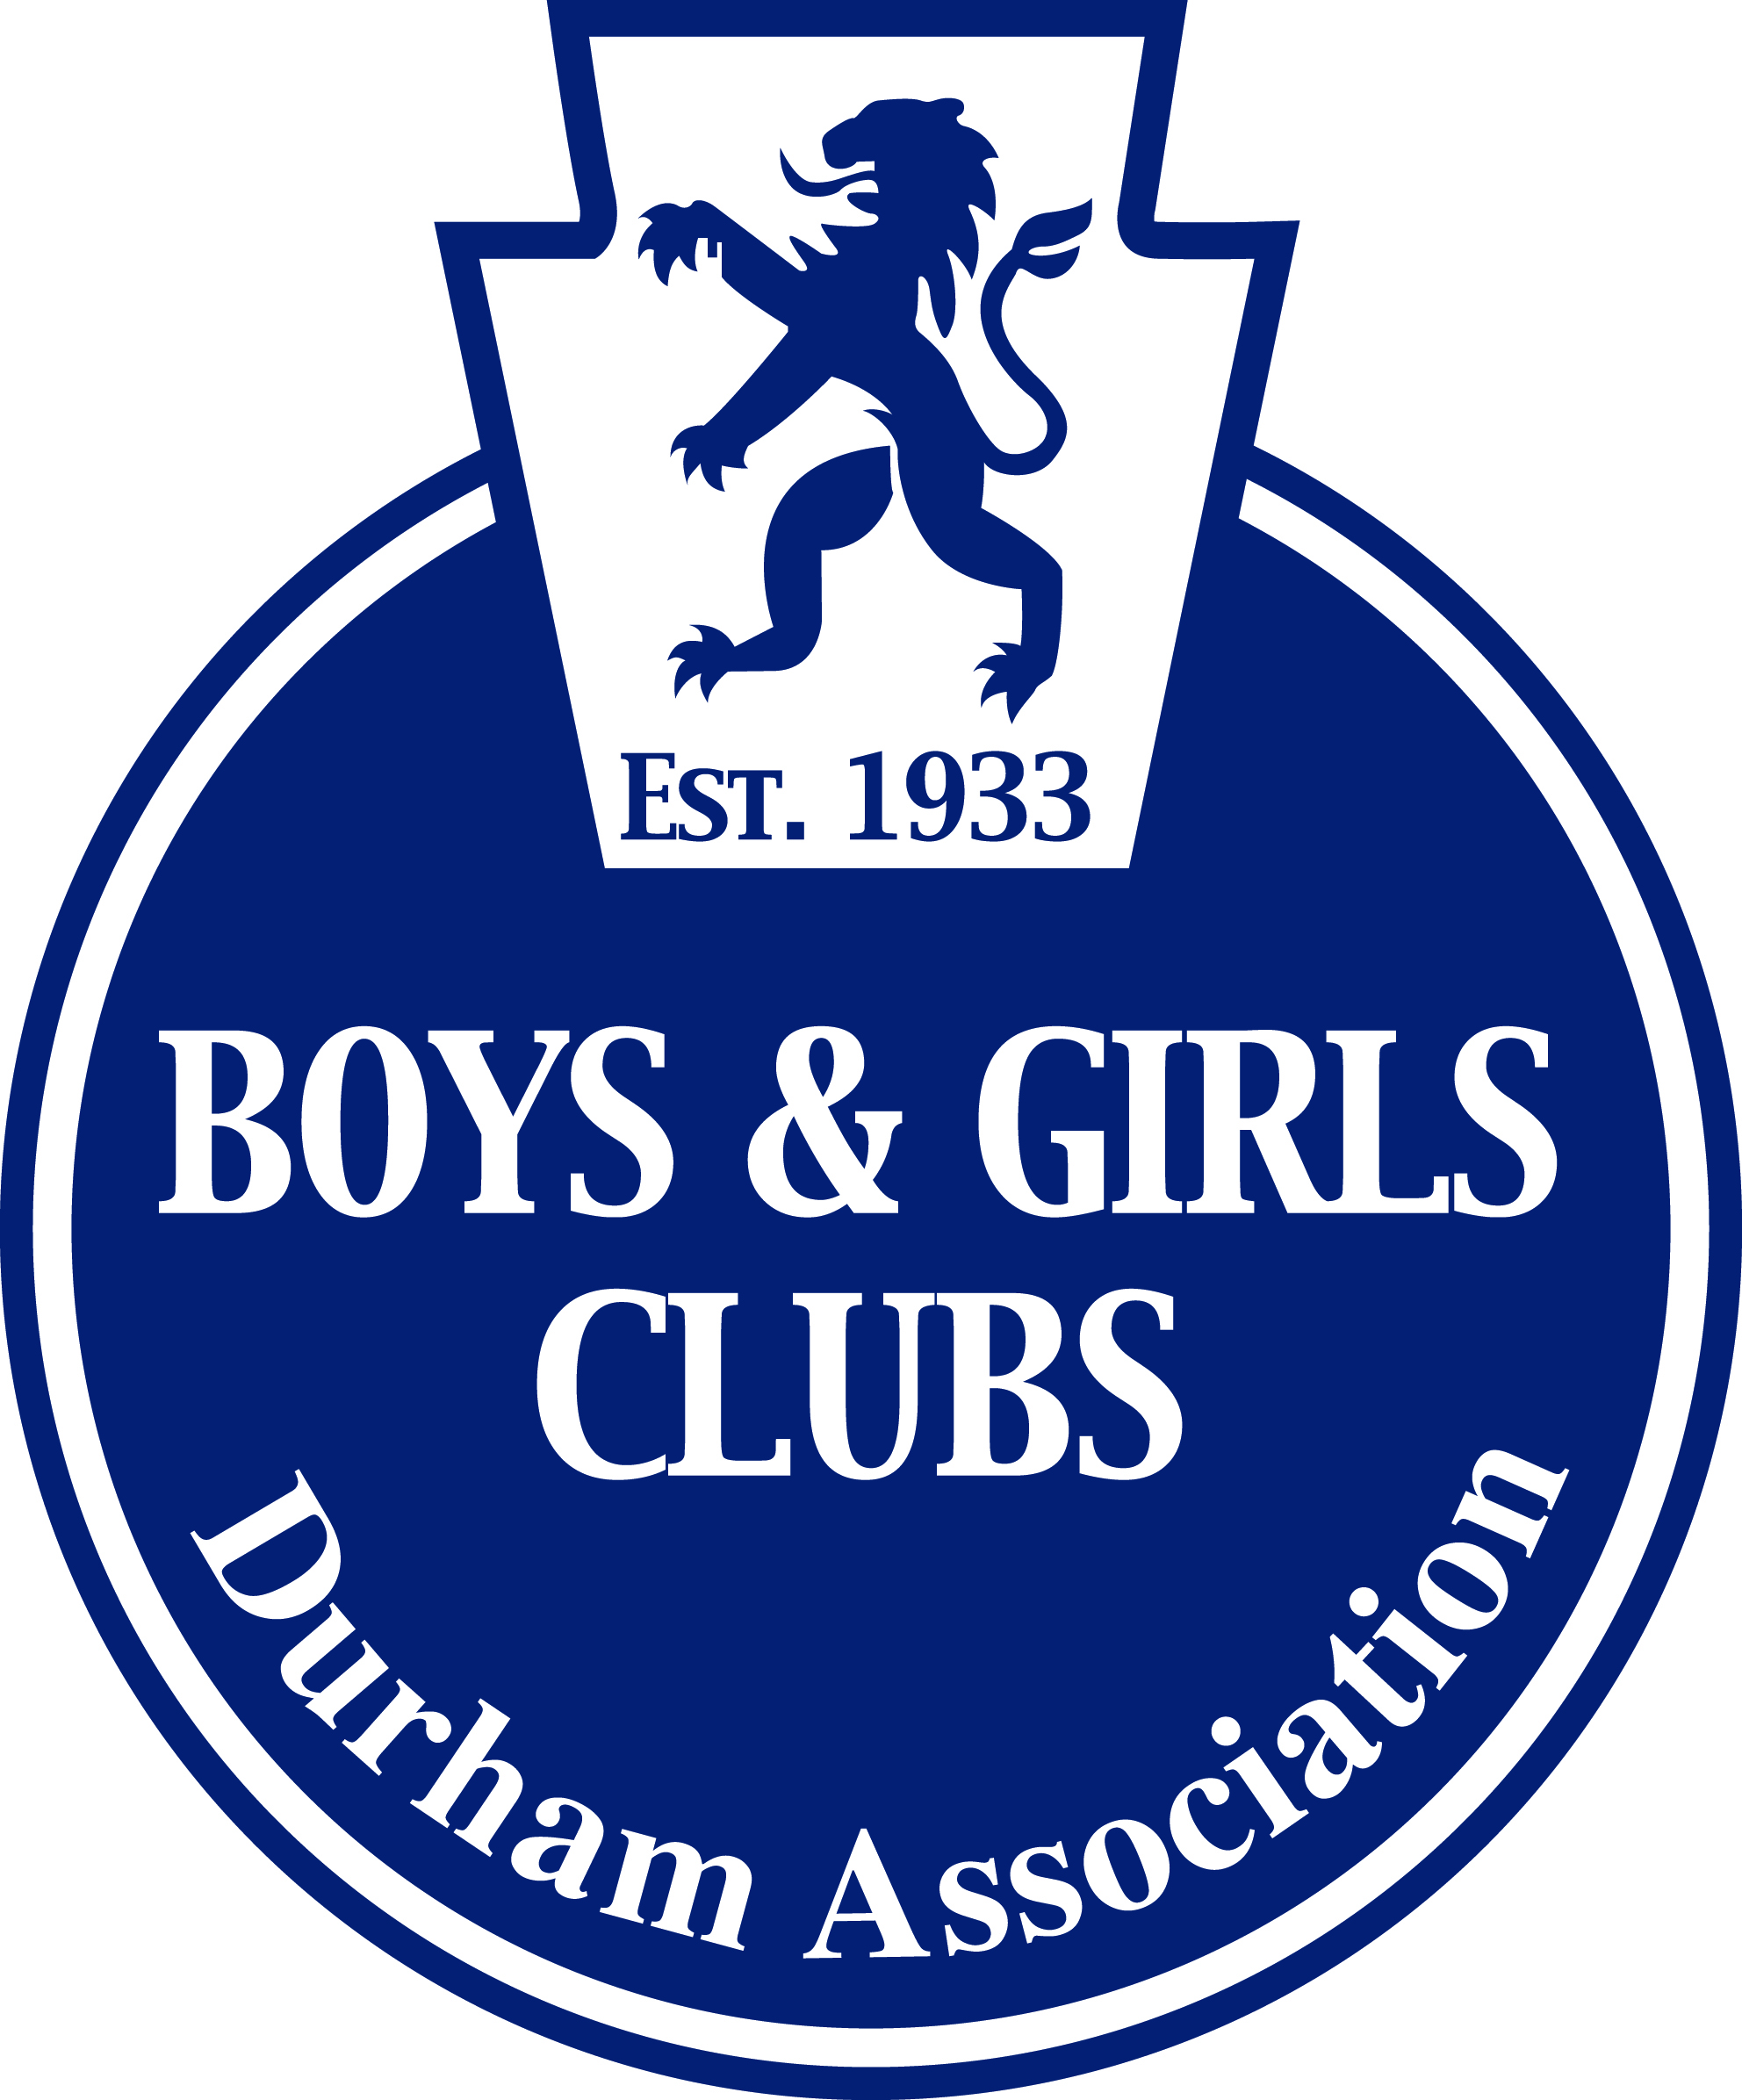 Est. 1933
BOYS & GIRLS
CLUBS
Durham Association